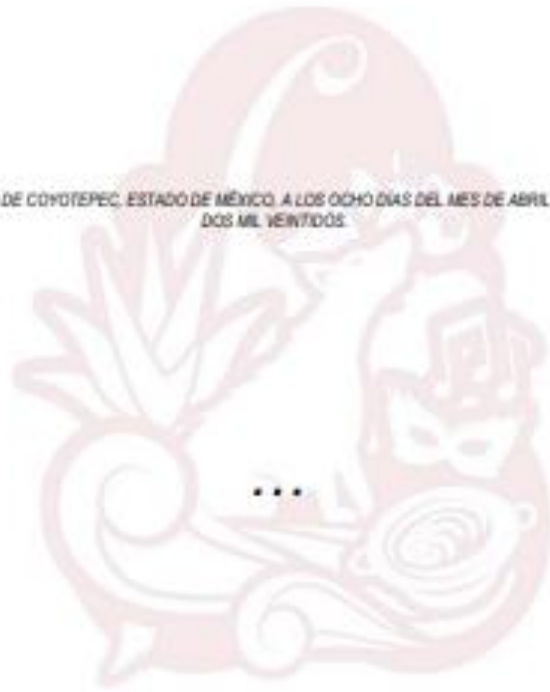 DE COYOTEPEC, ESTADO DE MÉXICO, A LOS OCHO DÍAS DEL MES DE ABRIL
DOS MIL VEINTIDOS.
...